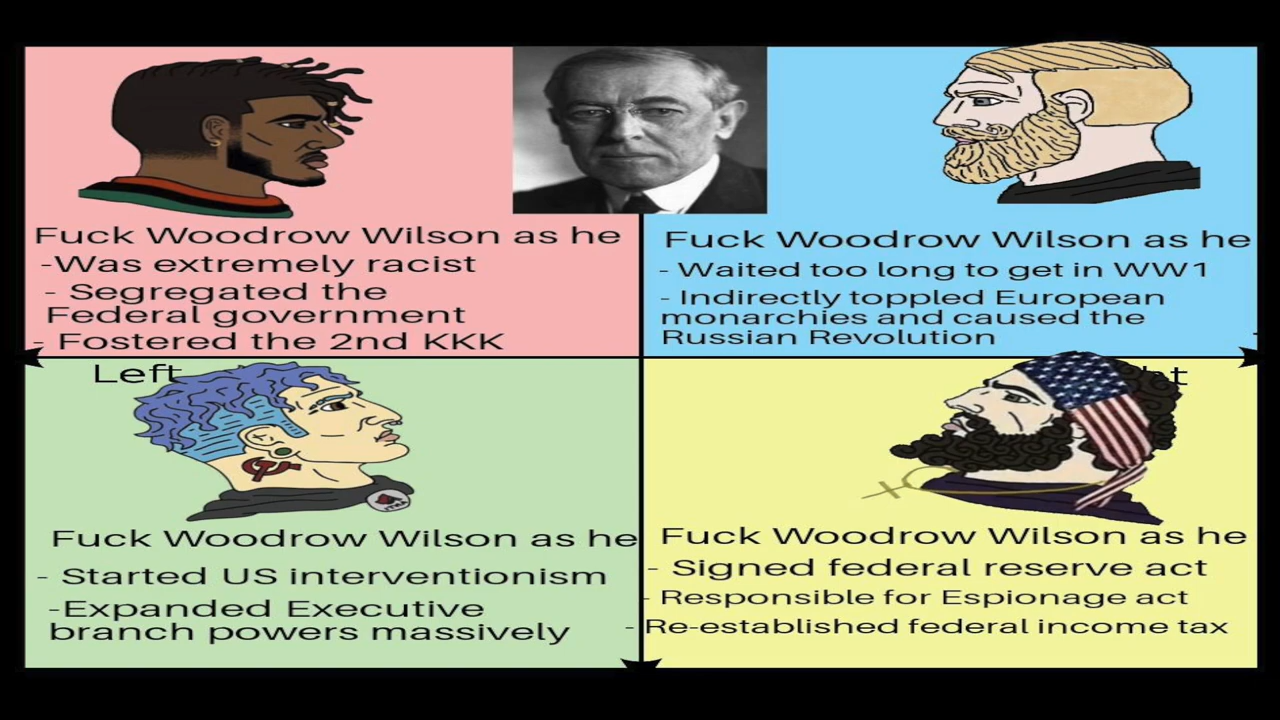 Fuck Woodrow Wilson as he
-Was extremely racist
- Segregated the
Federal government
- Fostered the 2nd KKK
Fuck Woodrow Wilson as he
- Waited too long to get in WW1
- Indirectly toppled European
monarchies and caused the
Russian Revolution
Left
Fuck Woodrow Wilson as he
- Started US interventionism
-Expanded Executive
branch powers massively
Fuck Woodrow Wilson as he
- Signed federal reserve act
- Responsible for Espionage act
- Re-established federal income tax